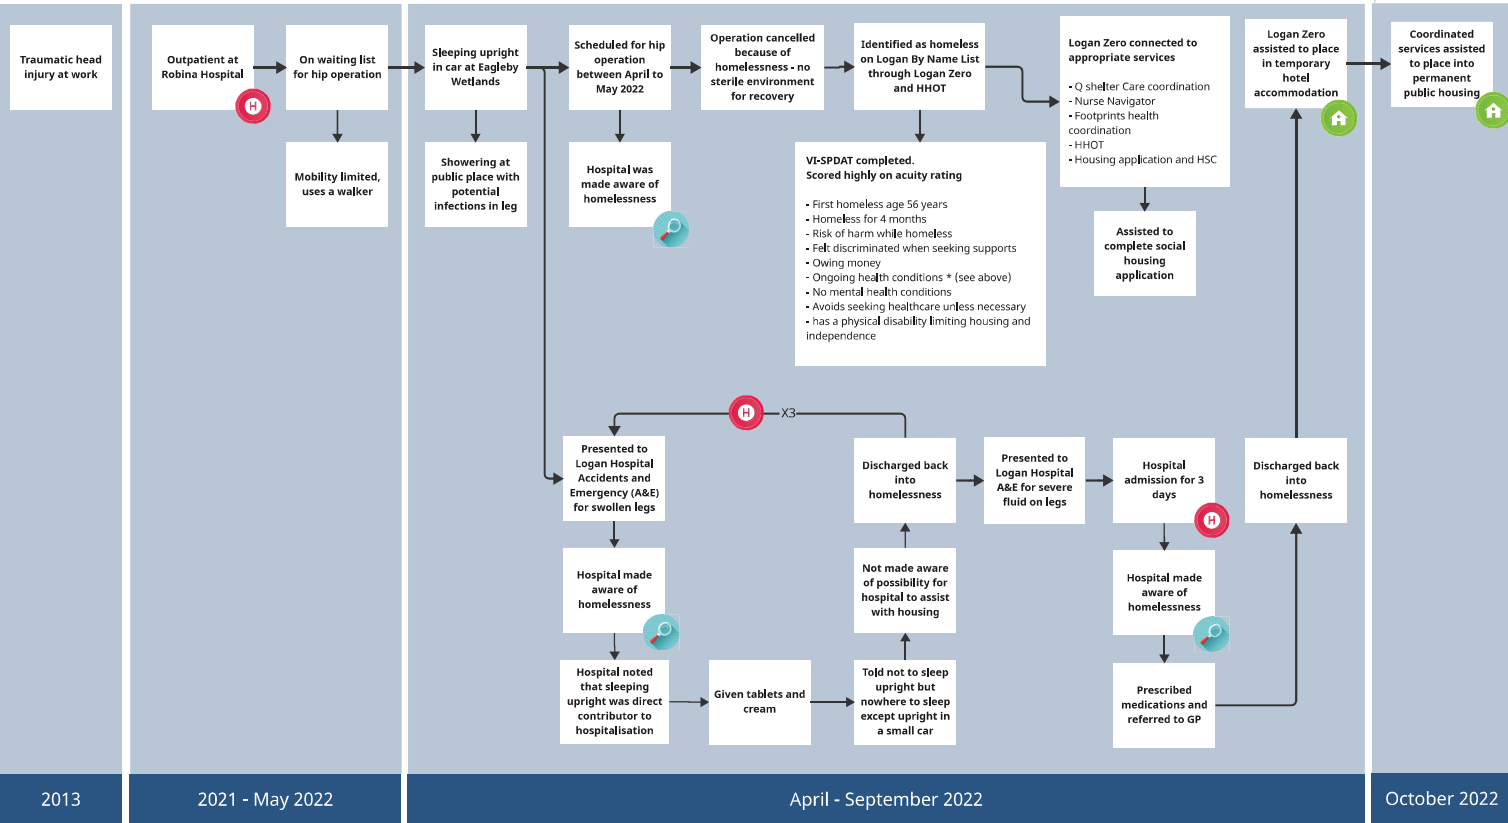 Traumatic head
injury at work
Outpatient at
Robina Hospital
H
On waiting list
for hip operation
Mobility limited,
uses a walker
Sleeping upright
in car at Eagleby
Wetlands
Showering at
public place with
potential
infections in leg
Scheduled for hip
operation
between April to
May 2022
Hospital was
made aware of
homelessness
Operation cancelled
because of
homelessness - no
sterile environment
for recovery
Identified as homeless
on Logan By Name List
through Logan Zero
and HHOT
VI-SPDAT completed.
Scored highly on acuity rating
- First homeless age 56 years
- Homeless for 4 months
- Risk of harm while homeless
- Felt discriminated when seeking supports
- Owing money
- Ongoing health conditions * (see above)
- No mental health conditions
- Avoids seeking healthcare unless necessary
- has a physical disability limiting housing and
independence
Logan Zero connected to
appropriate services
- Q shelter Care coordination
- Nurse Navigator
- Footprints health
coordination
- HHOT
- Housing application and HSC
Assisted to
complete social
housing
application
Logan Zero
assisted to place
in temporary
hotel
accommodation
Coordinated
services assisted
to place into
permanent
public housing
H
X3
Presented to
Logan Hospital
Accidents and
Emergency (A&E)
for swollen legs
Hospital made
aware of
homelessness
Hospital noted
that sleeping
upright was direct
contributor to
hospitalisation
Given tablets and
cream
Told not to sleep
upright but
nowhere to sleep
except upright in
a small car
Not made aware
of possibility for
hospital to assist
with housing
Discharged back
into
homelessness
Presented to
Logan Hospital
A&E for severe
fluid on legs
Hospital
admission for 3
days
H
Hospital made
aware of
homelessness
Prescribed
medications and
referred to GP
Discharged back
into
homelessness
2013
2021 - May 2022
April - September 2022
October 2022